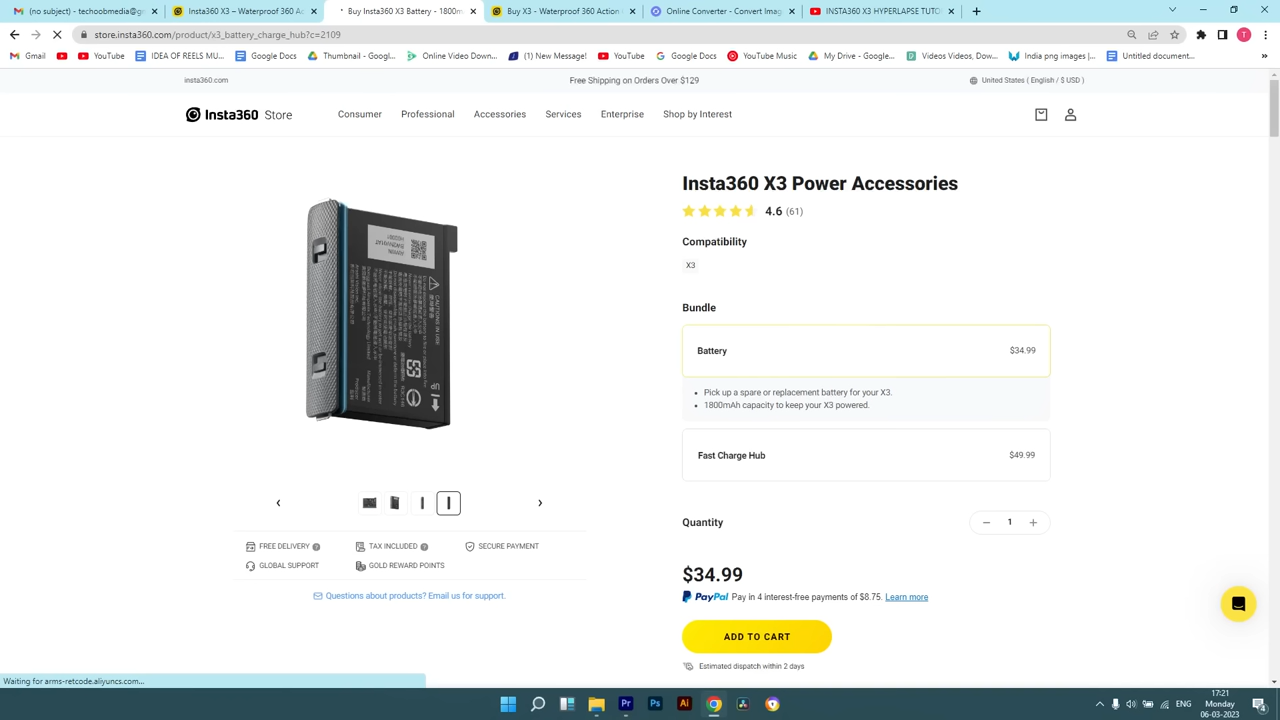 (no subject) - techoobmedia@g
Insta360 X3 – Waterproof 360 Ac
Buy Insta360 X3 Battery - 1800m
Buy X3 - Waterproof 360 Action
Online Converter - Convert Imag
INSTA360 X3 HYPERLAPSE TUTO
store.insta360.com/product/x3_battery_charge_hub?c=2109
T
Gmail
YouTube
IDEA OF REELS MU...
Google Docs
Thumbnail - Googl...
Online Video Down...
(1) New Message!
YouTube
Google Docs
YouTube Music
My Drive - Google...
Videos Videos, Dow...
India png images |...
Untitled document...
»
insta360.com
Free Shipping on Orders Over $129
United States ( English / $ USD )
Insta360 Store
Consumer
Professional
Accessories
Services
Enterprise
Shop by Interest
Insta360 X3 Power Accessories
4.6 (61)
Compatibility
X3
Bundle
Battery
$34.99
Pick up a spare or replacement battery for your X3.
1800mAh capacity to keep your X3 powered.
Fast Charge Hub
$49.99
FREE DELIVERY ?
TAX INCLUDED ?
SECURE PAYMENT
GLOBAL SUPPORT
GOLD REWARD POINTS
Questions about products? Email us for support.
Quantity
1
$34.99
PayPal Pay in 4 interest-free payments of $8.75. Learn more
ADD TO CART
Estimated dispatch within 2 days
Waiting for arms-retcode.aliyuncs.com...
Pr
Ps
Ai
ENG
17:21
Monday
06-03-2023
4